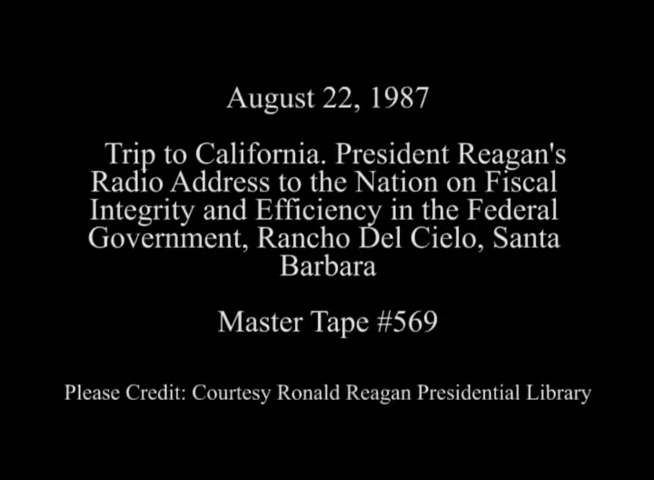 August 22, 1987
Trip to California. President Reagan's
Radio Address to the Nation on Fiscal
Integrity and Efficiency in the Federal
Government, Rancho Del Cielo, Santa
Barbara
Master Tape #569
Please Credit: Courtesy Ronald Reagan Presidential Library